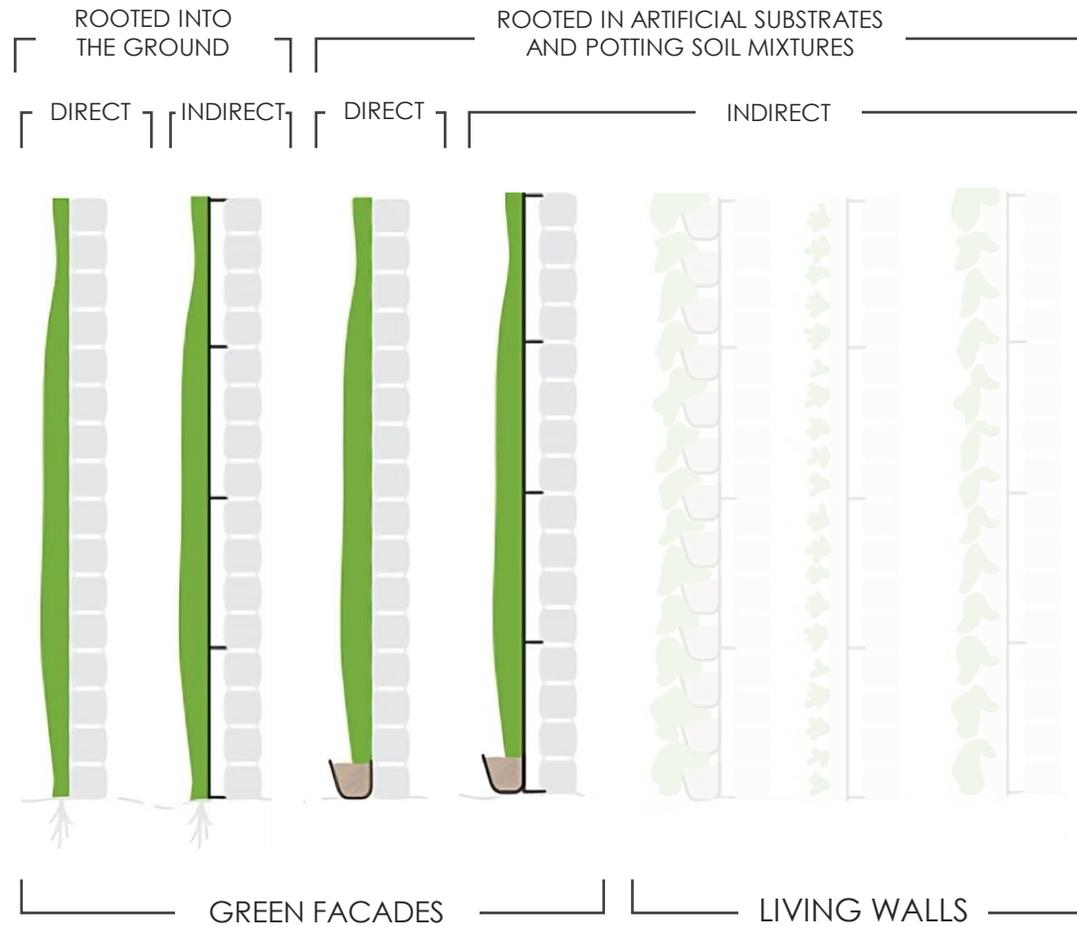 ROOTED INTO
THE GROUND
ROOTED IN ARTIFICIAL SUBSTRATES
AND POTTING SOIL MIXTURES
DIRECT
INDIRECT
DIRECT
INDIRECT
GREEN FACADES
LIVING WALLS